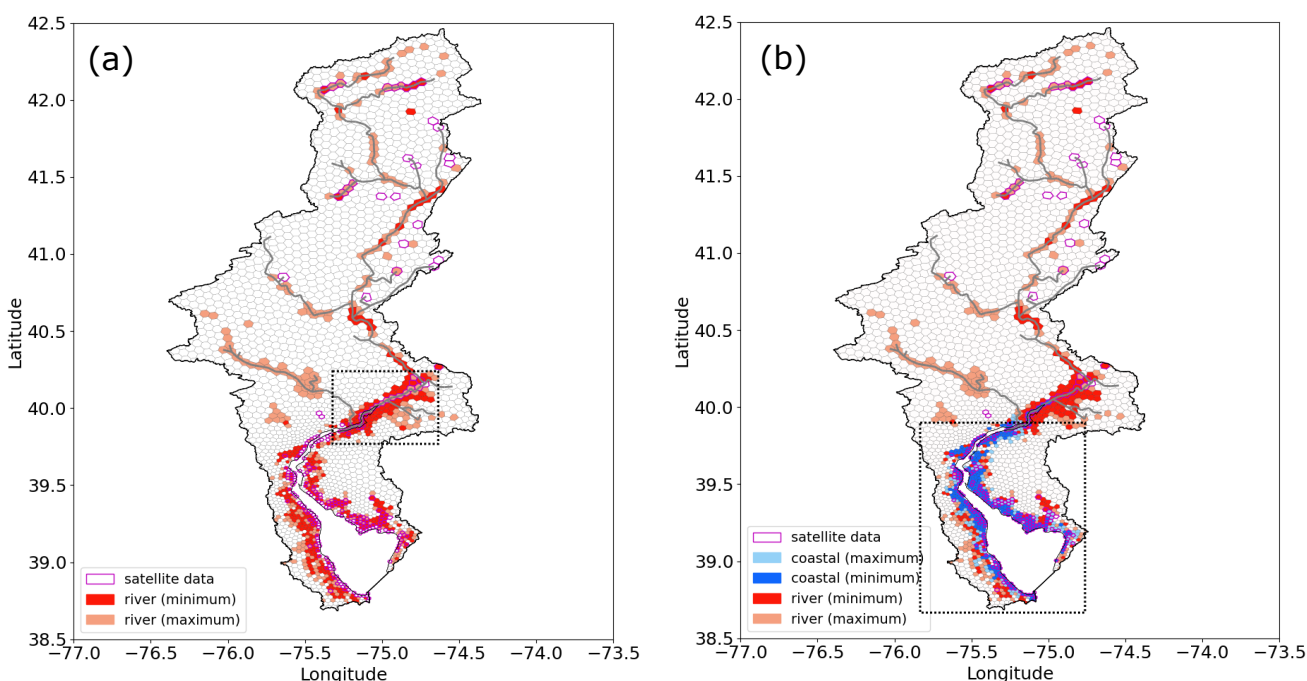 (a)
42.5
42.0
41.5
41.0
40.5
40.0
39.5
39.0
38.5
Latitude
satellite data
river (minimum)
river (maximum)
−77.0 −76.5 −76.0 −75.5 −75.0 −74.5 −74.0 −73.5
Longitude
(b)
42.5
42.0
41.5
41.0
40.5
40.0
39.5
39.0
38.5
Latitude
satellite data
coastal (maximum)
coastal (minimum)
river (minimum)
river (maximum)
−77.0 −76.5 −76.0 −75.5 −75.0 −74.5 −74.0 −73.5
Longitude